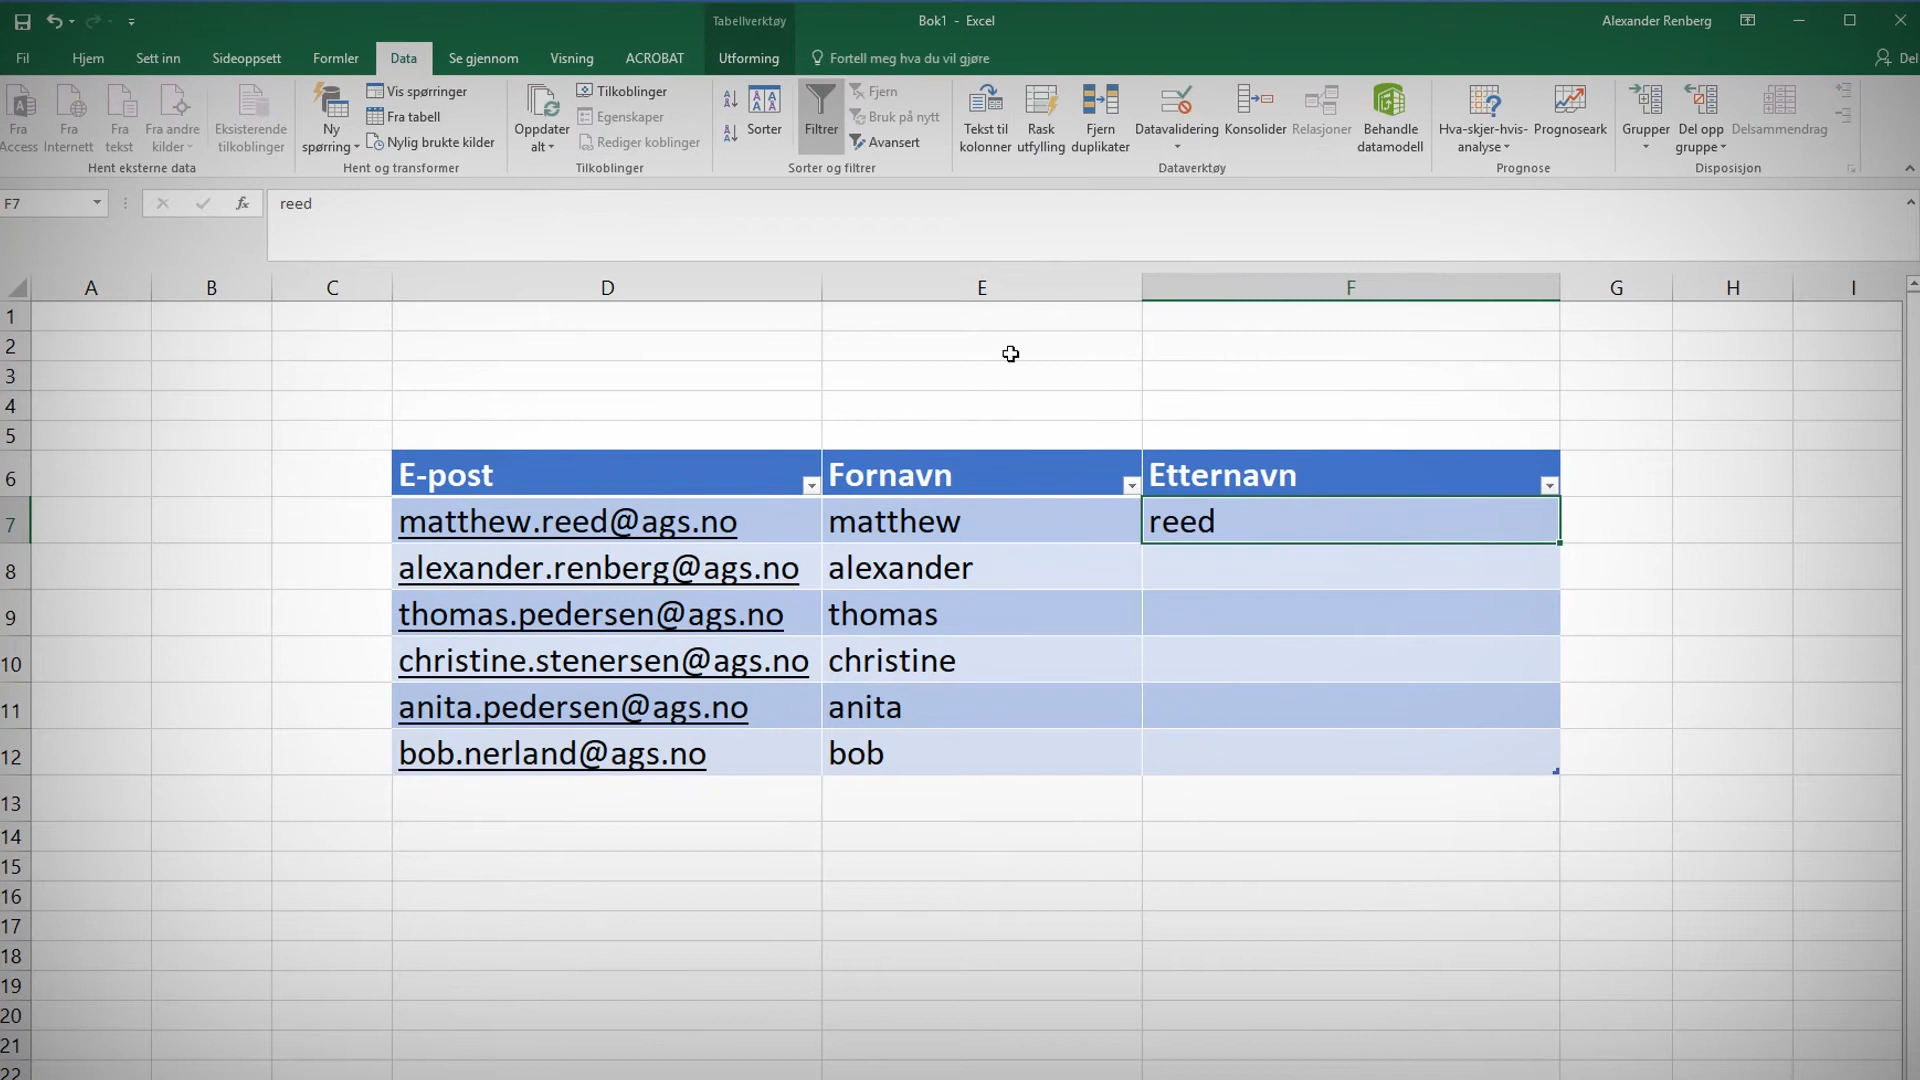 Tabellverktøy
Bok1 - Excel
Alexander Renberg
Fil
Hjem
Sett inn
Sideoppsett
Formler
Data
Se gjennom
Visning
ACROBAT
Utforming
Fortell meg hva du vil gjøre
Del
Fra Access
Fra Internett
Fra tekst
Fra andre kilder
Eksisterende tilkoblinger
Hent eksterne data
Ny spørring
Vis spørringer
Fra tabell
Nylig brukte kilder
Hent og transformer
Oppdater alt
Tilkoblinger
Egenskaper
Rediger koblinger
Tilkoblinger
Sorter
Filtrer
Fjern
Bruk på nytt
Avansert
Sorter og filtrer
Tekst til kolonner
Rask utfylling
Fjern duplikater
Datavalidering
Konsolider
Relasjoner
Behandle datamodell
Dataverktøy
Hva-skjer-hvis-analyse
Prognoseark
Prognose
Grupper
Del opp gruppe
Delsammendrag
Disposisjon
F7
fx
reed
A B C D E F G H I
1
2
3
4
5
6 E-post Fornavn Etternavn
7 matthew.reed@ags.no matthew reed
8 alexander.renberg@ags.no alexander
9 thomas.pedersen@ags.no thomas
10 christine.stenersen@ags.no christine
11 anita.pedersen@ags.no anita
12 bob.nerland@ags.no bob
13
14
15
16
17
18
19
20
21
22